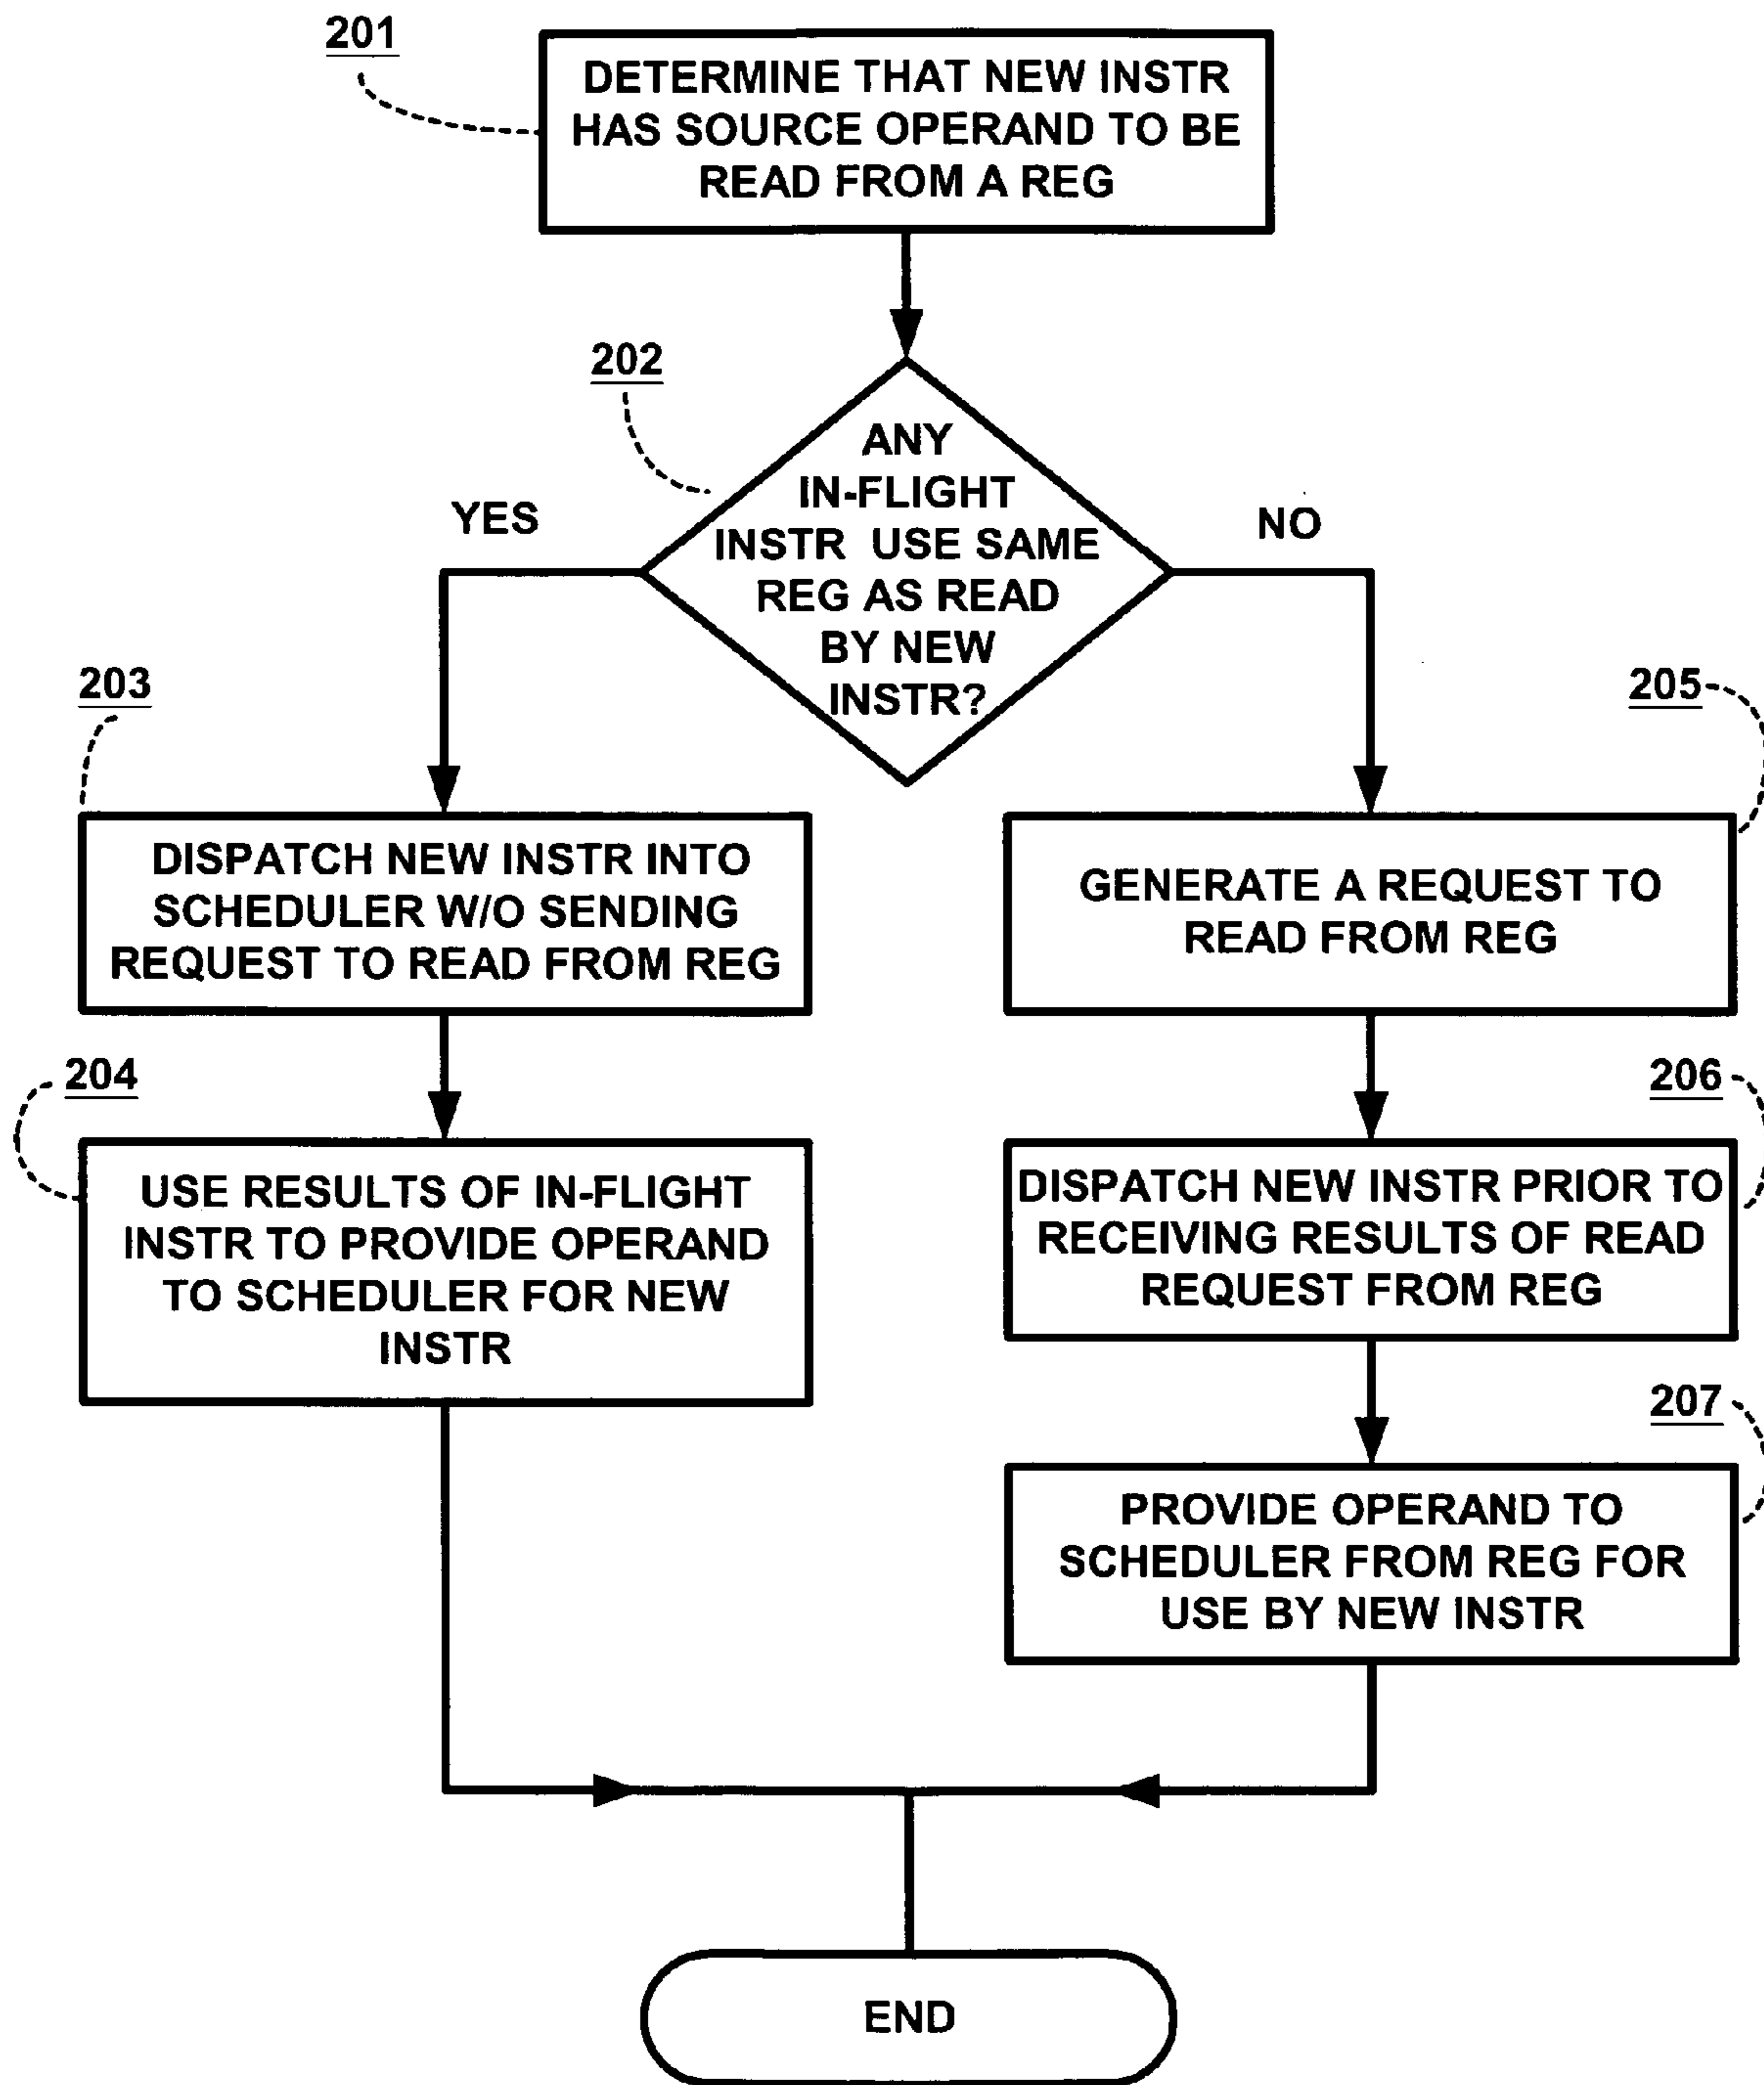 201
DETERMINE THAT NEW INSTR
HAS SOURCE OPERAND TO BE
READ FROM A REG
202
ANY
IN-FLIGHT
INSTR USE SAME
REG AS READ
BY NEW
INSTR?
YES
NO
203
DISPATCH NEW INSTR INTO
SCHEDULER W/O SENDING
REQUEST TO READ FROM REG
204
USE RESULTS OF IN-FLIGHT
INSTR TO PROVIDE OPERAND
TO SCHEDULER FOR NEW
INSTR
205
GENERATE A REQUEST TO
READ FROM REG
206
DISPATCH NEW INSTR PRIOR TO
RECEIVING RESULTS OF READ
REQUEST FROM REG
207
PROVIDE OPERAND TO
SCHEDULER FROM REG FOR
USE BY NEW INSTR
END